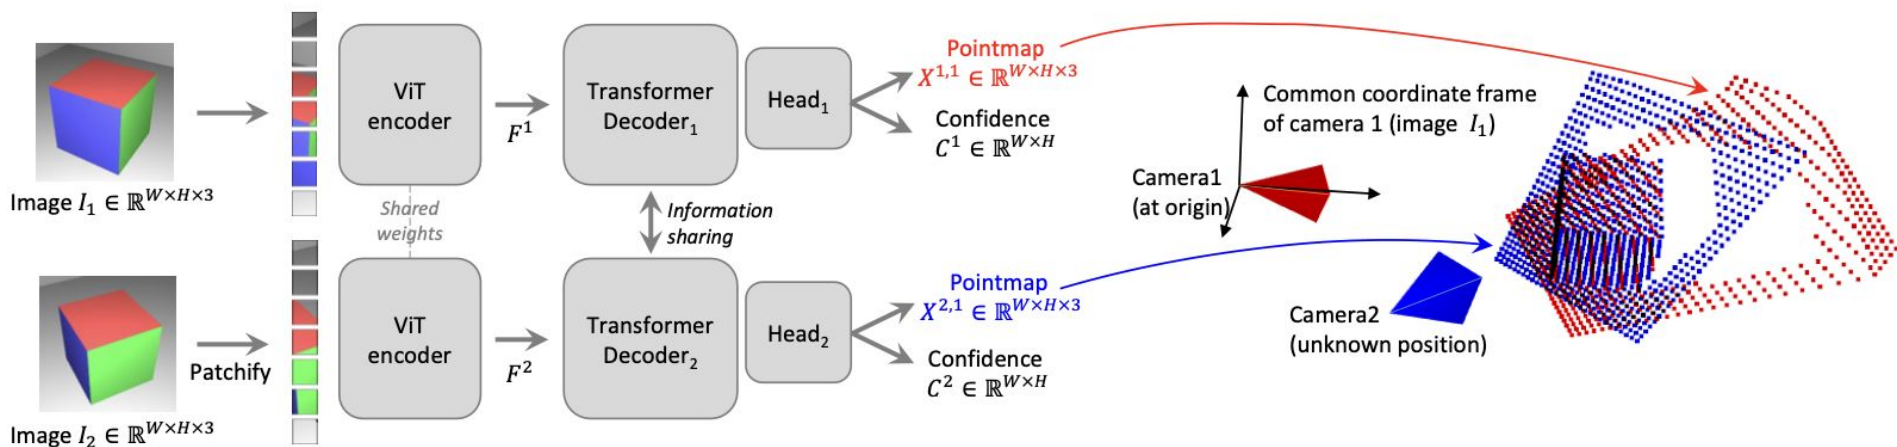 Image I₁ ∈ ℝ^{W×H×3}
ViT
encoder
F¹
Transformer
Decoder₁
Head₁
Pointmap
X^{1,1} ∈ ℝ^{W×H×3}
Confidence
C¹ ∈ ℝ^{W×H}
Common coordinate frame
of camera 1 (image I₁)
Camera1
(at origin)
Shared
weights
Information
sharing
Patchify
Image I₂ ∈ ℝ^{W×H×3}
ViT
encoder
F²
Transformer
Decoder₂
Head₂
Pointmap
X^{2,1} ∈ ℝ^{W×H×3}
Confidence
C² ∈ ℝ^{W×H}
Camera2
(unknown position)